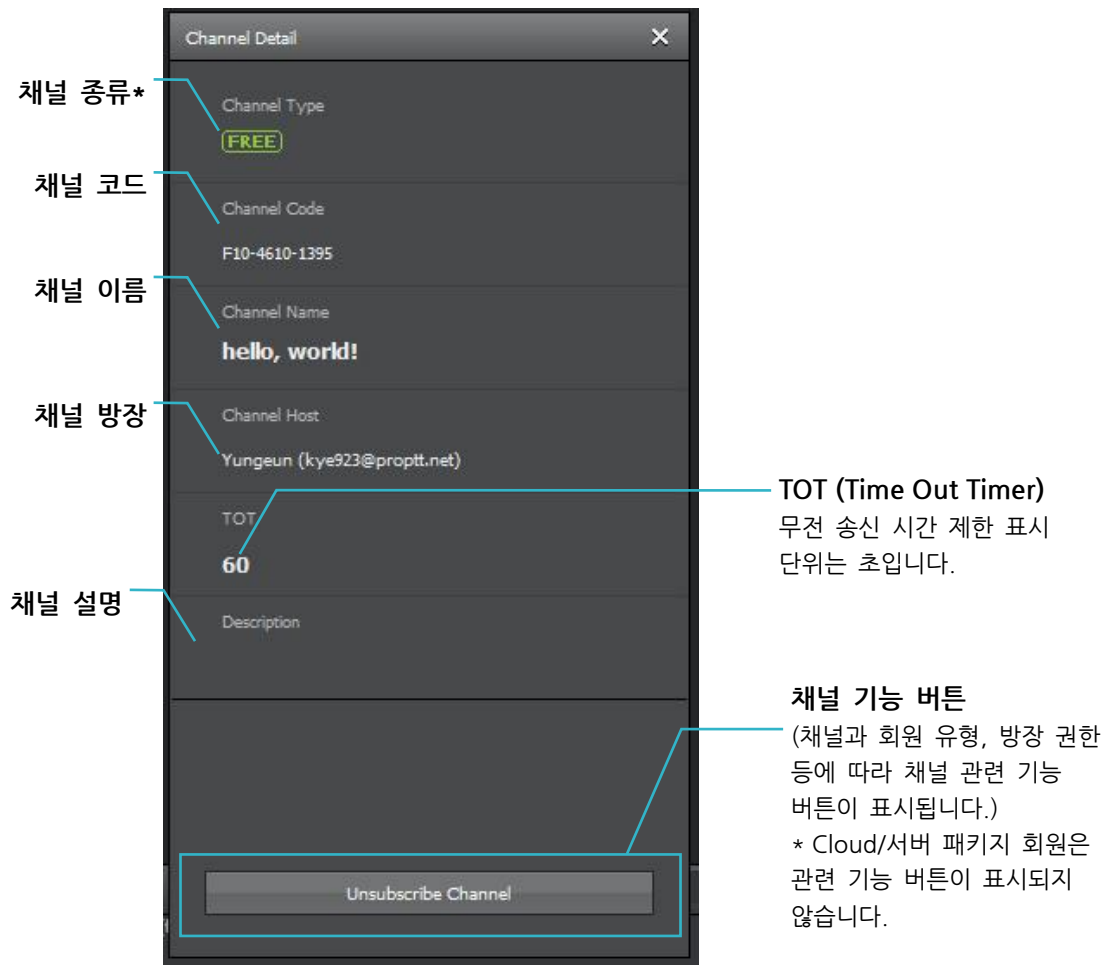 Channel Detail
채널 종류*
Channel Type
FREE
채널 코드
Channel Code
F10-4610-1395
채널 이름
Channel Name
hello, world!
채널 방장
Channel Host
Yungeun (kye923@proptt.net)
TOT
60
TOT (Time Out Timer)
무전 송신 시간 제한 표시
단위는 초입니다.
채널 설명
Description
채널 기능 버튼
(채널과 회원 유형, 방장 권한
등에 따라 채널 관련 기능
버튼이 표시됩니다.)
* Cloud/서버 패키지 회원은
관련 기능 버튼이 표시되지
않습니다.
Unsubscribe Channel